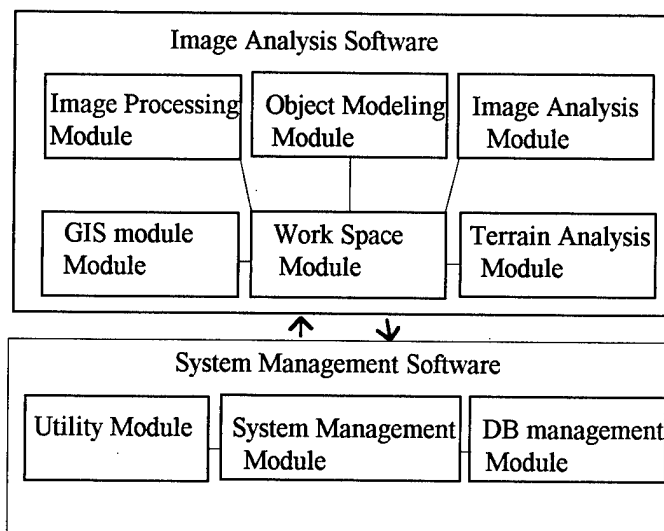 Image Analysis Software
Image Processing
Module
Object Modeling
Module
Image Analysis
Module
GIS module
Module
Work Space
Module
Terrain Analysis
Module
System Management Software
Utility Module
System Management
Module
DB management
Module